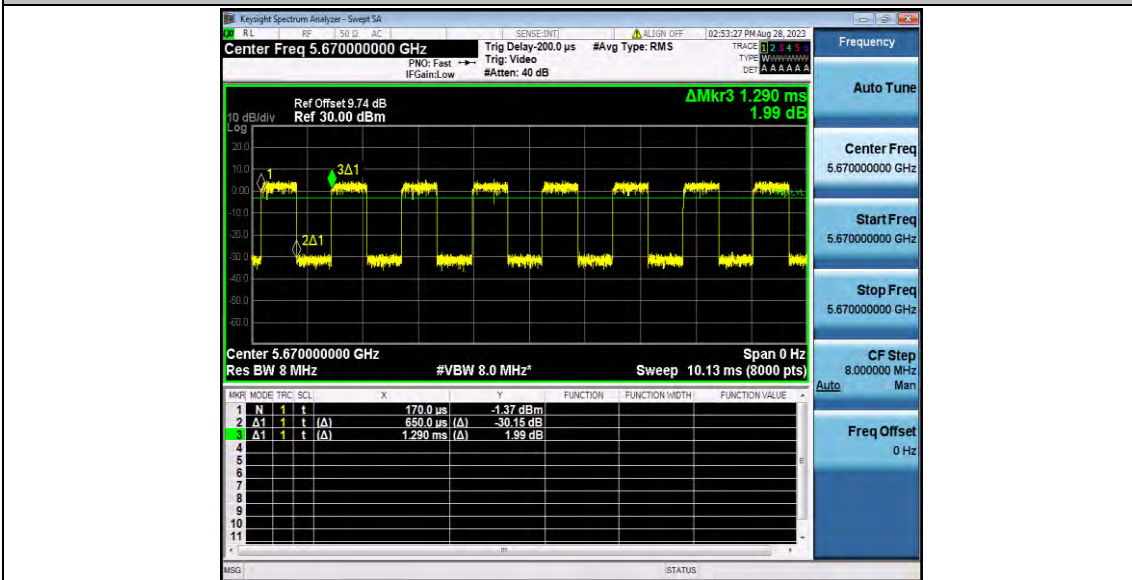 Keysight Spectrum Analyzer - Swept SA
RL RF 50 Ω AC SENSE:INT ALIGN OFF 02:53:27 PM Aug 28, 2023
Center Freq 5.670000000 GHz
Trig Delay-200.0 µs #Avg Type: RMS
TRACE 1 2 3 4 5 6
PNO: Fast Trig: Video
TYPE WWWWWW
IFGain:Low #Atten: 40 dB
DET A A A A A A
Frequency
Auto Tune
Center Freq
5.670000000 GHz
Start Freq
5.670000000 GHz
Stop Freq
5.670000000 GHz
CF Step
8.000000 MHz
Auto Man
Freq Offset
0 Hz
ΔMkr3 1.290 ms
1.99 dB
Ref Offset 9.74 dB
10 dB/div Ref 30.00 dBm
Log
20.0
10.0
0.00
-10.0
-20.0
-30.0
-40.0
-50.0
-60.0
1
3Δ1
2Δ1
Center 5.670000000 GHz Span 0 Hz
Res BW 8 MHz #VBW 8.0 MHz* Sweep 10.13 ms (8000 pts)
MKR MODE TRC SCL X Y FUNCTION FUNCTION WIDTH FUNCTION VALUE
1 N 1 t 170.0 µs -1.37 dBm
2 Δ1 1 t (Δ) 650.0 µs (Δ) -30.15 dB
3 Δ1 1 t (Δ) 1.290 ms (Δ) 1.99 dB
4
5
6
7
8
9
10
11
MSG STATUS